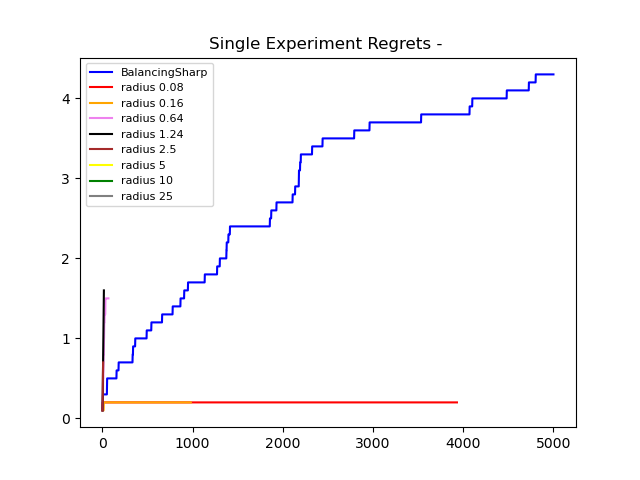 Single Experiment Regrets -
BalancingSharp
radius 0.08
radius 0.16
radius 0.64
radius 1.24
radius 2.5
radius 5
radius 10
radius 25
4
3
2
1
0
0 1000 2000 3000 4000 5000